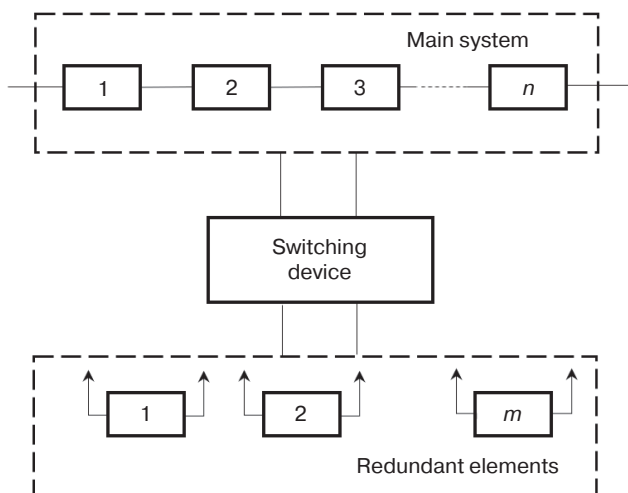 Main system
1 2 3 n
Switching
device
1 2 m
Redundant elements